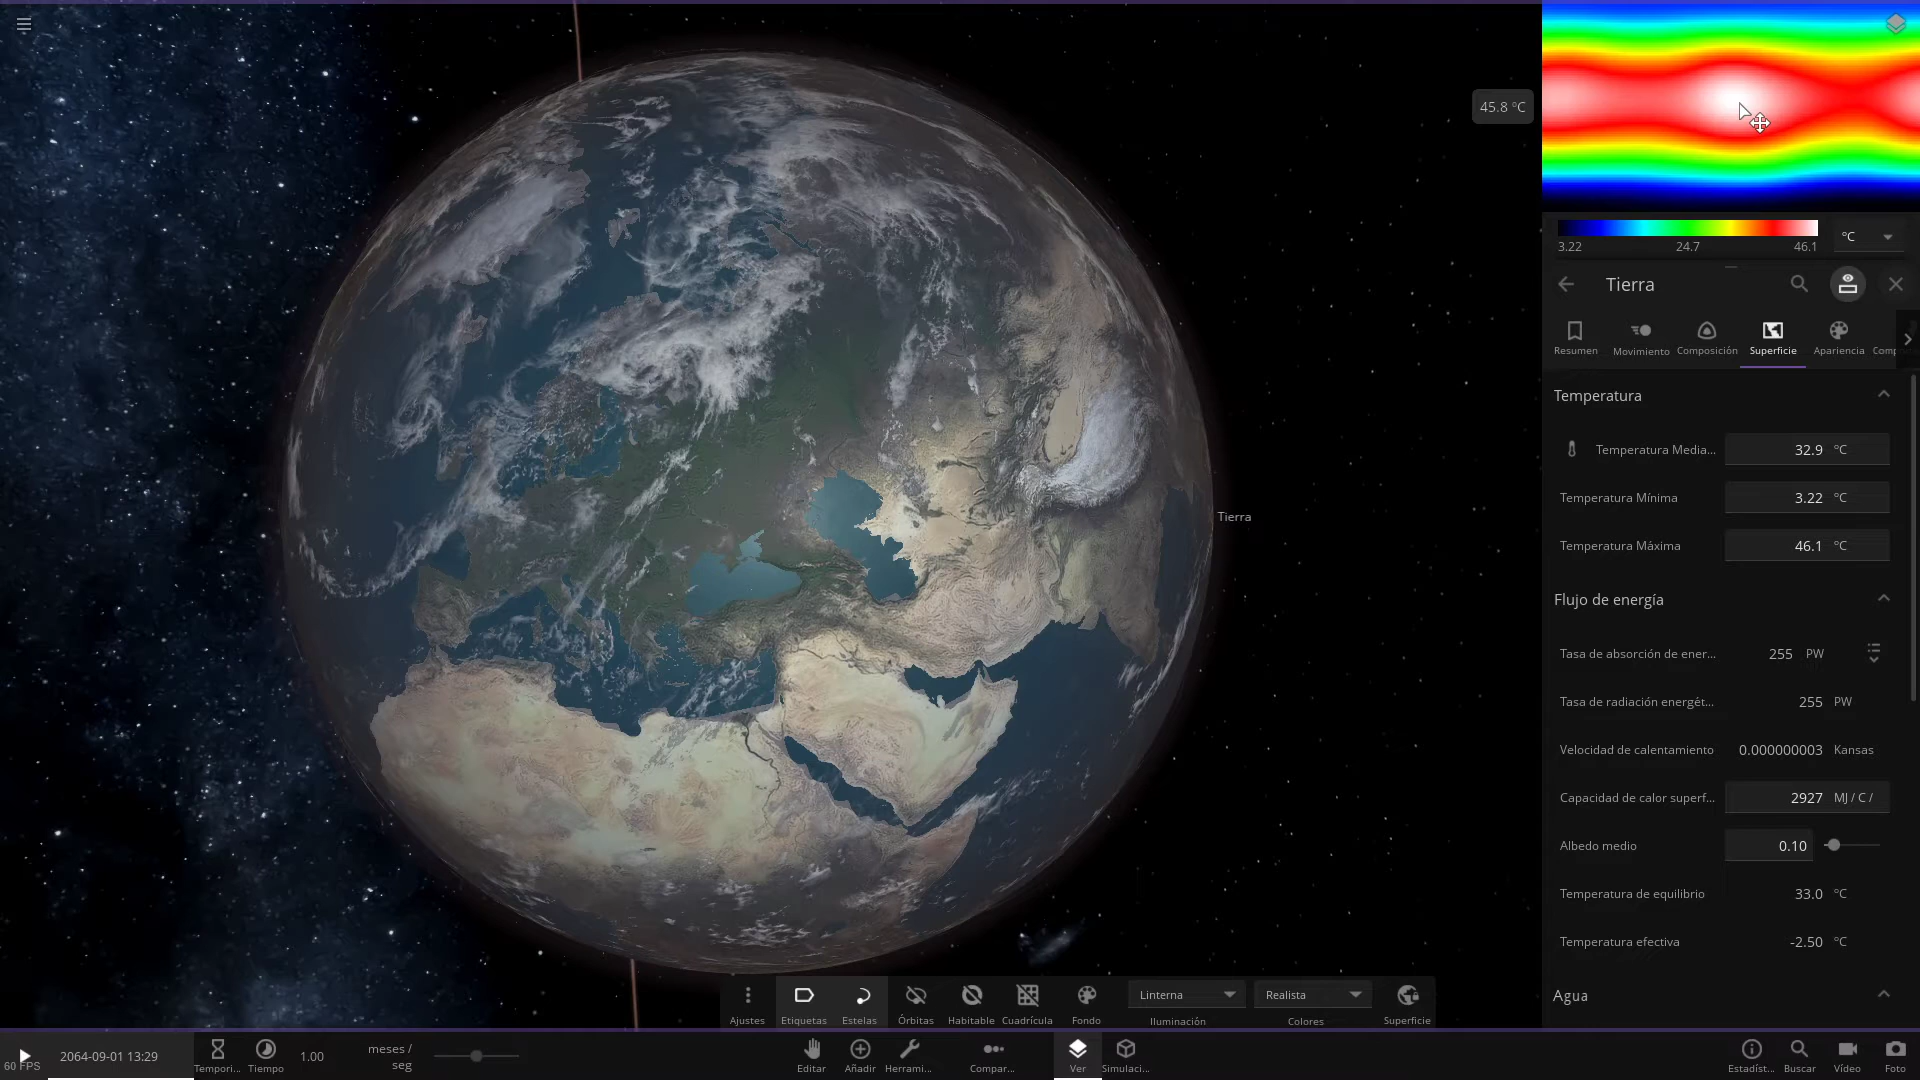 45.8 °C
3.22 24.7 46.1 °C
Tierra
Resumen Movimiento Composición Superficie Apariencia Comp
Temperatura
Temperatura Media... 32.9 °C
Temperatura Mínima 3.22 °C
Temperatura Máxima 46.1 °C
Tierra
Flujo de energía
Tasa de absorción de ener... 255 PW
Tasa de radiación energét... 255 PW
Velocidad de calentamiento 0.000000003 Kansas
Capacidad de calor superf... 2927 MJ / C /
Albedo medio 0.10
Temperatura de equilibrio 33.0 °C
Temperatura efectiva -2.50 °C
Agua
Linterna Realista
Ajustes Etiquetas Estelas Órbitas Habitable Cuadrícula Fondo Iluminación Colores Superficie
60 FPS 2064-09-01 13:29 Tempori... Tiempo 1.00 meses /
seg
Editar Añadir Herrami... Compar... Ver Simulaci... Estadíst... Buscar Vídeo Foto